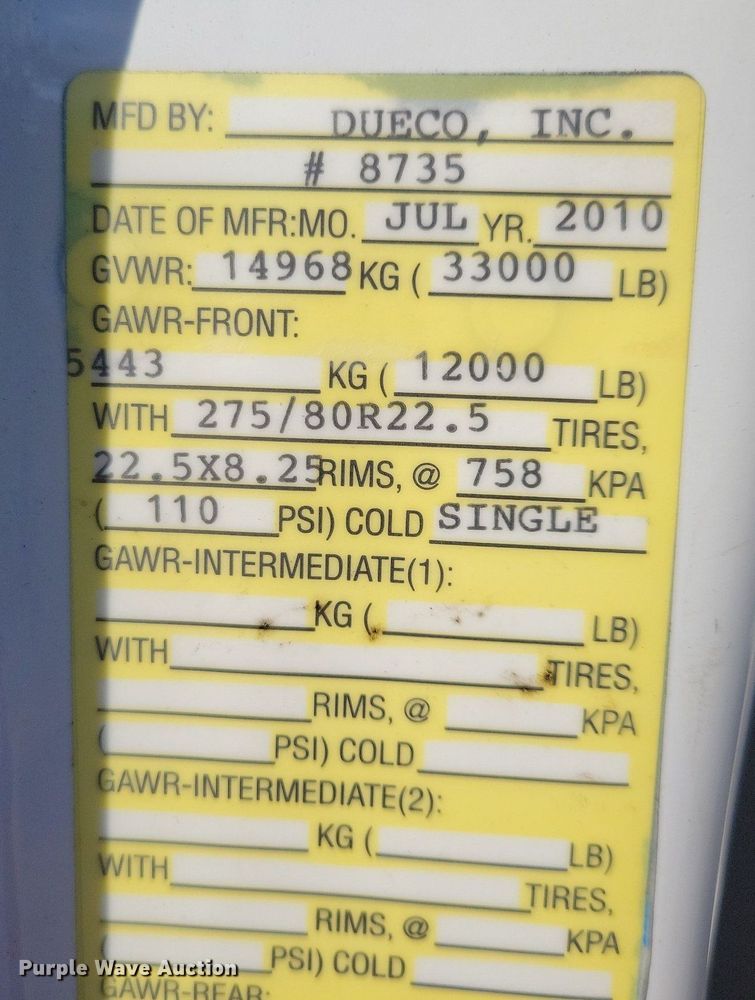 MFD BY: DUECO, INC.
# 8735
DATE OF MFR:MO. JUL YR. 2010
GVWR: 14968 KG ( 33000 LB)
GAWR-FRONT:
5443 KG ( 12000 LB)
WITH 275/80R22.5 TIRES,
22.5X8.25 RIMS, @ 758 KPA
( 110 PSI) COLD SINGLE
GAWR-INTERMEDIATE(1):
KG ( LB)
WITH TIRES,
RIMS, @ KPA
( PSI) COLD
GAWR-INTERMEDIATE(2):
KG ( LB)
WITH TIRES,
RIMS, @ KPA
( PSI) COLD
GAWR-REAR:
Purple Wave Auction